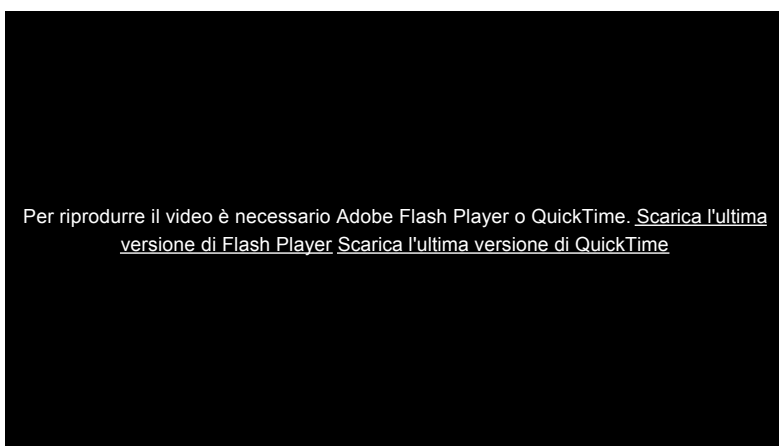 Per riprodurre il video è necessario Adobe Flash Player o QuickTime. Scarica l'ultima
versione di Flash Player Scarica l'ultima versione di QuickTime